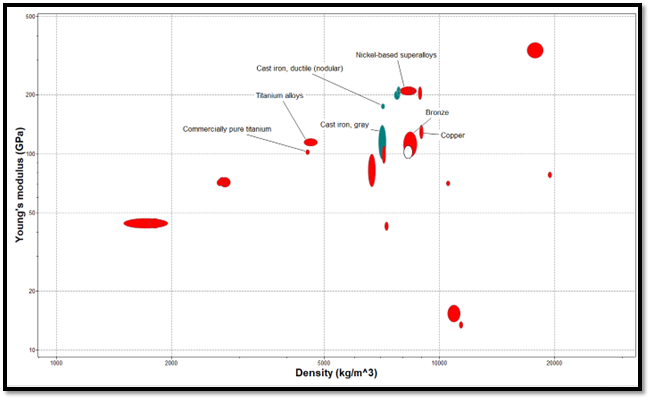 500
Nickel-based superalloys
Cast iron, ductile (nodular)
200
Titanium alloys
Bronze
Cast iron, grey
Commercially pure titanium
Copper
100
50
20
10
Young's modulus (GPa)
1000
2000
5000
10000
20000
Density (kg/m^3)